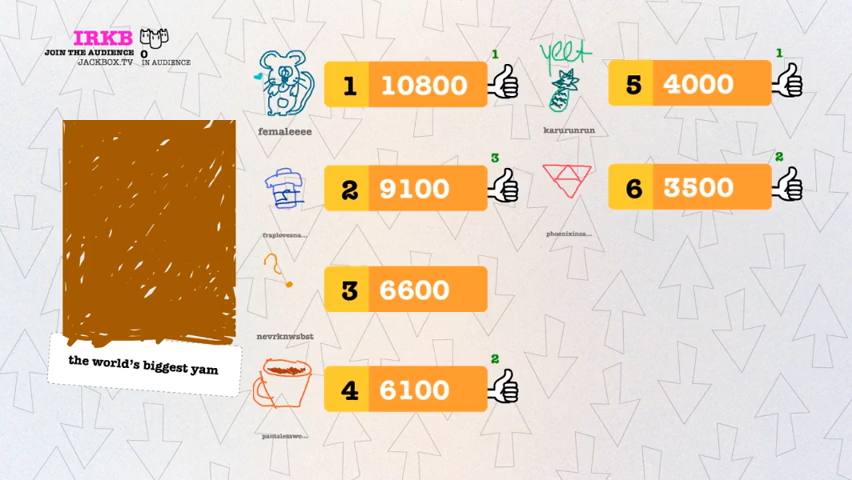 IRKB
JOIN THE AUDIENCE 0
JACKBOX.TV IN AUDIENCE
the world's biggest yam
1 10800 1
femaleeee
2 9100 3
3 6600
nevrknwsbst
4 6100 2
yeet
5 4000 1
karurunrun
6 3500 2